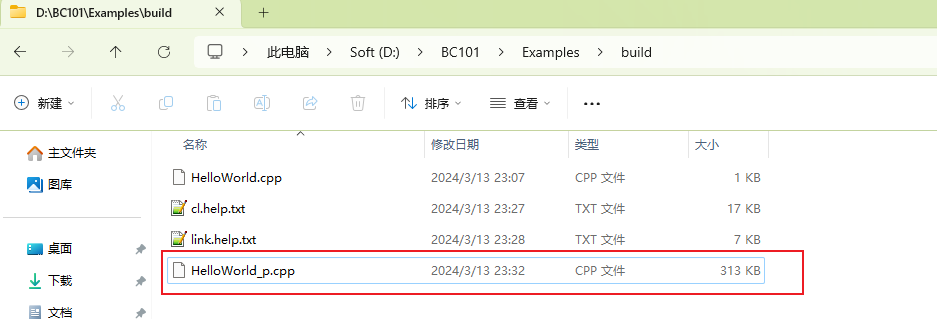 D:\BC101\Examples\build
此电脑 Soft (D:) BC101 Examples build
新建 排序 查看
名称 修改日期 类型 大小
主文件夹
图库
桌面
下载
文档
HelloWorld.cpp 2024/3/13 23:07 CPP 文件 1 KB
cl.help.txt 2024/3/13 23:27 TXT 文件 17 KB
link.help.txt 2024/3/13 23:28 TXT 文件 7 KB
HelloWorld_p.cpp 2024/3/13 23:32 CPP 文件 313 KB